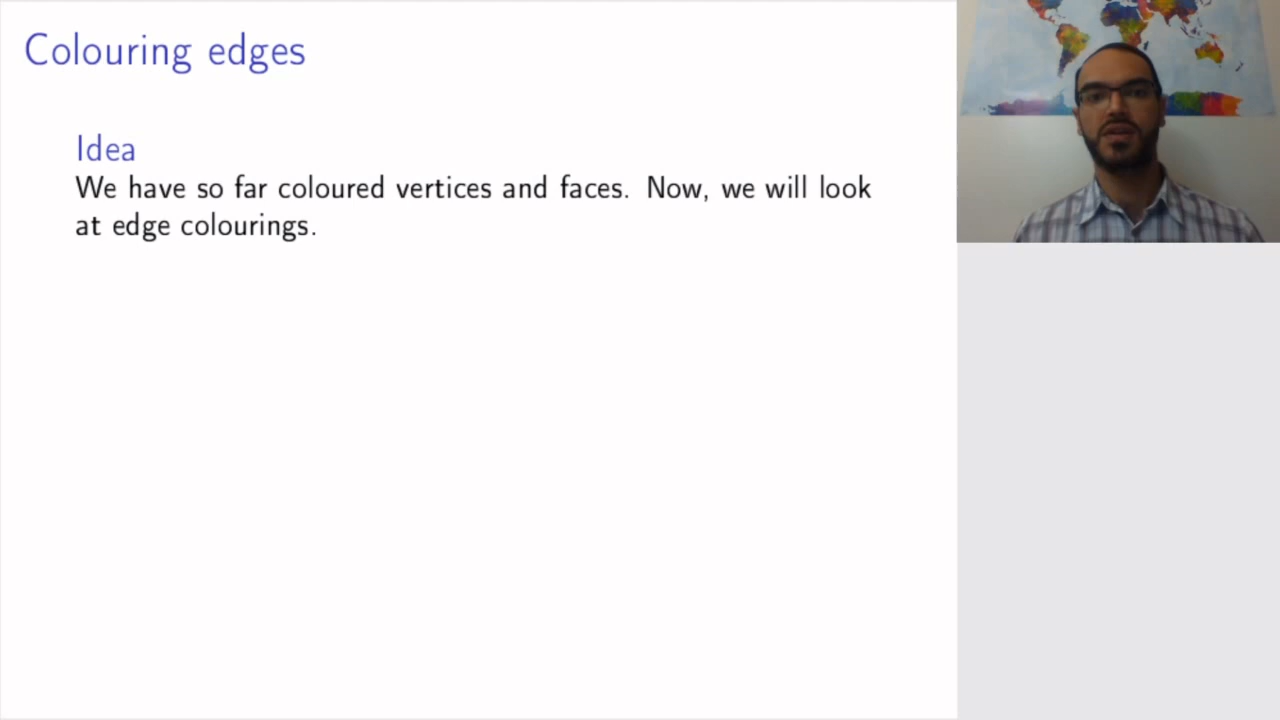 Colouring edges
Idea
We have so far coloured vertices and faces. Now, we will look
at edge colourings.